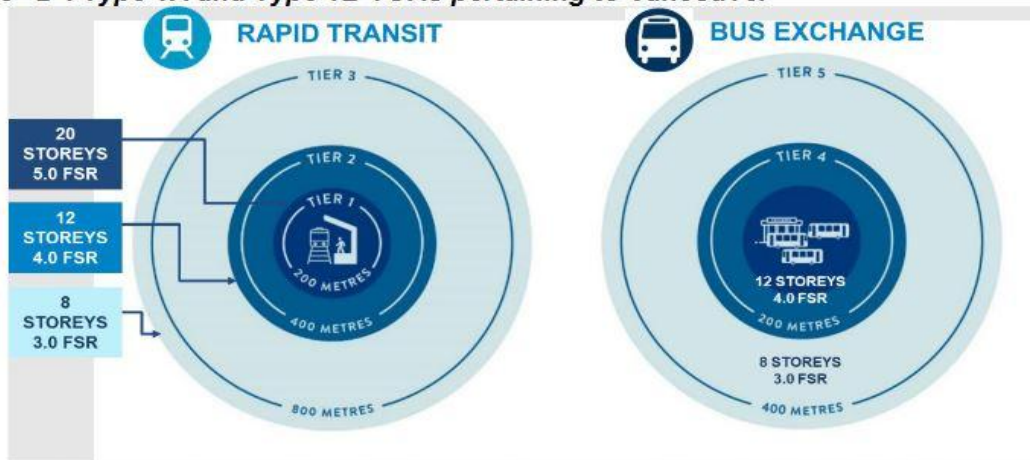 RAPID TRANSIT
BUS EXCHANGE
TIER 3
TIER 2
TIER 1
200 METRES
400 METRES
800 METRES
20
STOREYS
5.0 FSR
12
STOREYS
4.0 FSR
8
STOREYS
3.0 FSR
TIER 5
TIER 4
12 STOREYS
4.0 FSR
200 METRES
8 STOREYS
3.0 FSR
400 METRES